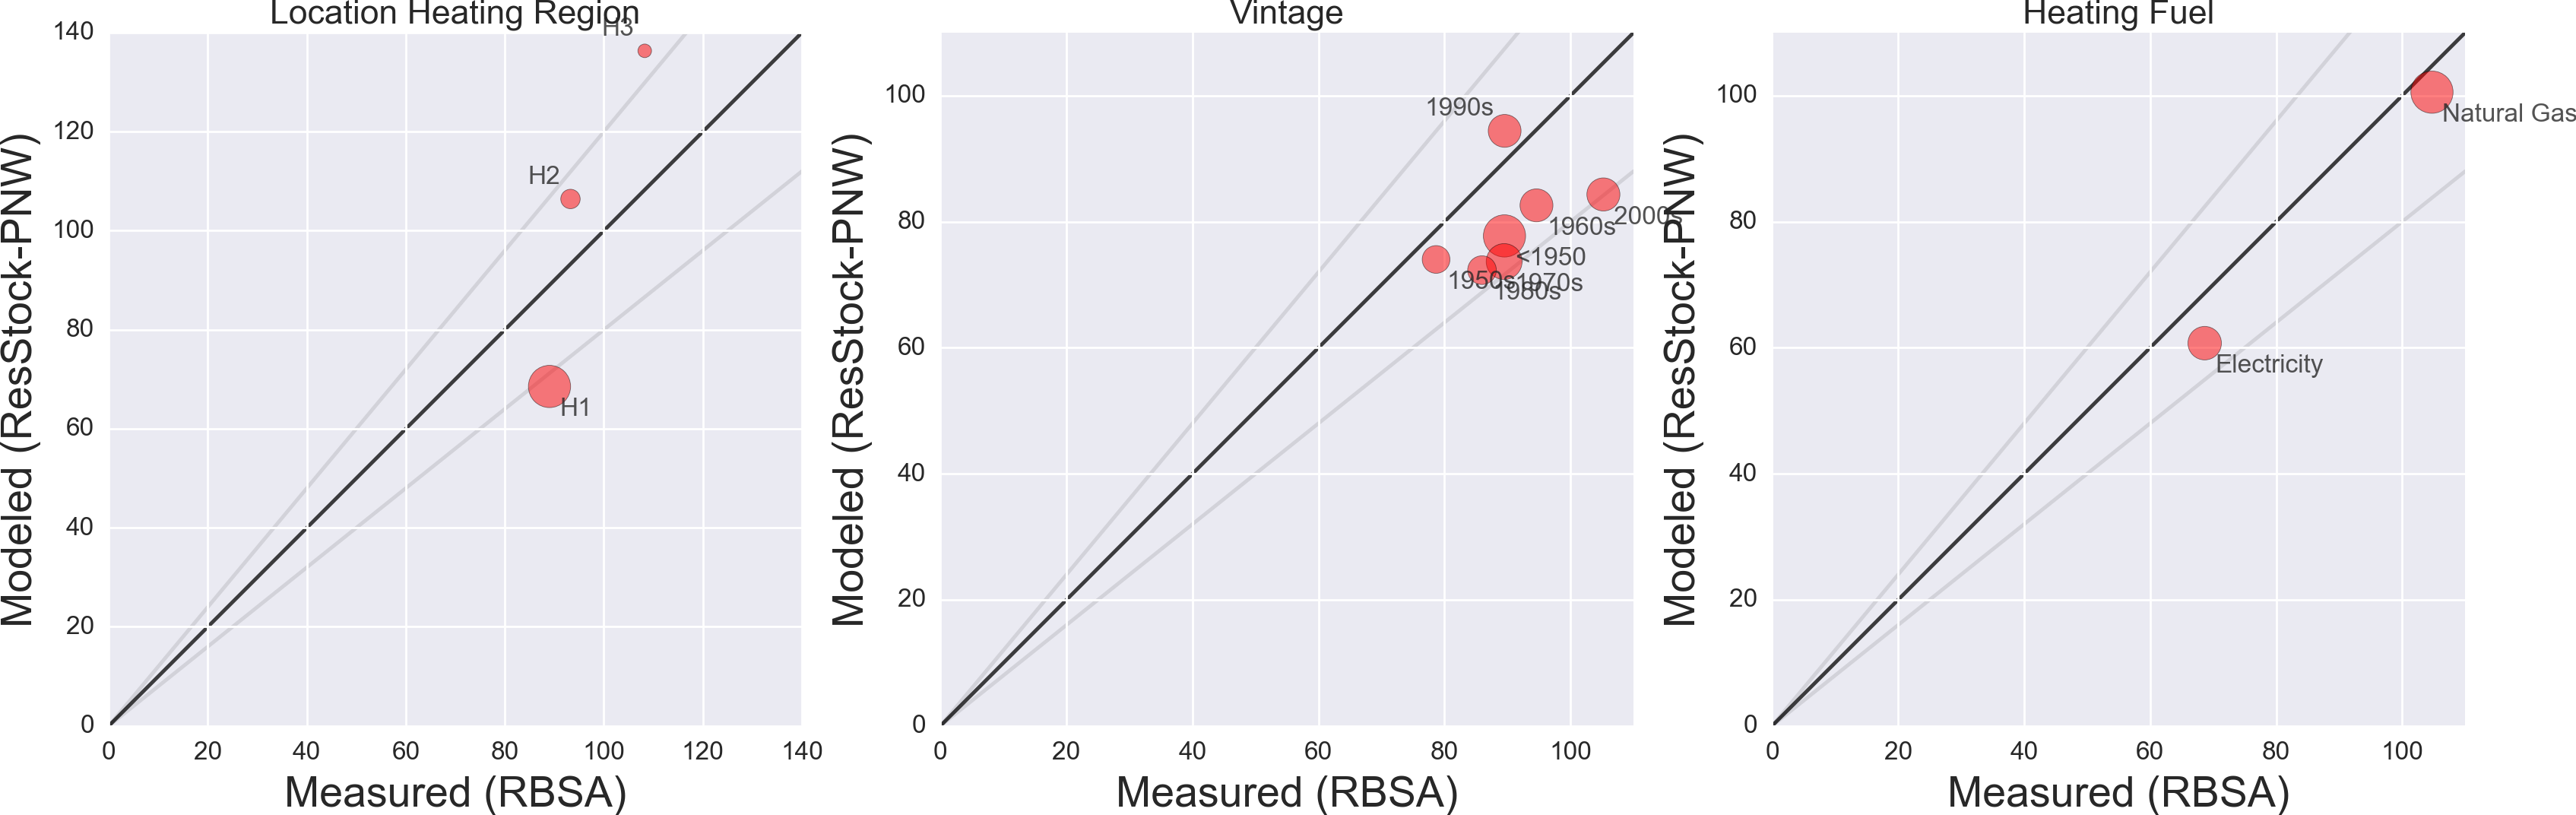 Location Heating Region
Modeled (ResStock-PNW)
140
120
100
80
60
40
20
0
H3
H2
H1
0 20 40 60 80 100 120 140
Measured (RBSA)
Vintage
Modeled (ResStock-PNW)
100
80
60
40
20
0
1990s
2000s
1960s
<1950
1950s
1970s
1980s
0 20 40 60 80 100
Measured (RBSA)
Heating Fuel
Modeled (ResStock-PNW)
100
80
60
40
20
0
Natural Gas
Electricity
0 20 40 60 80 100
Measured (RBSA)